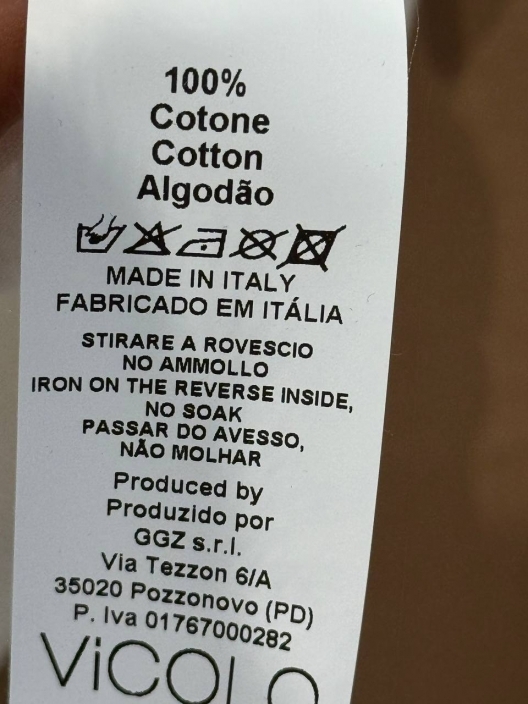 100%
Cotone
Cotton
Algodão
MADE IN ITALY
FABRICADO EM ITÁLIA
STIRARE A ROVESCIO
NO AMMOLLO
IRON ON THE REVERSE INSIDE,
NO SOAK
PASSAR DO AVESSO,
NÃO MOLHAR
Produced by
Produzido por
GGZ s.r.l.
Via Tezzon 6/A
35020 Pozzonovo (PD)
P. Iva 01767000282
ViCOLO